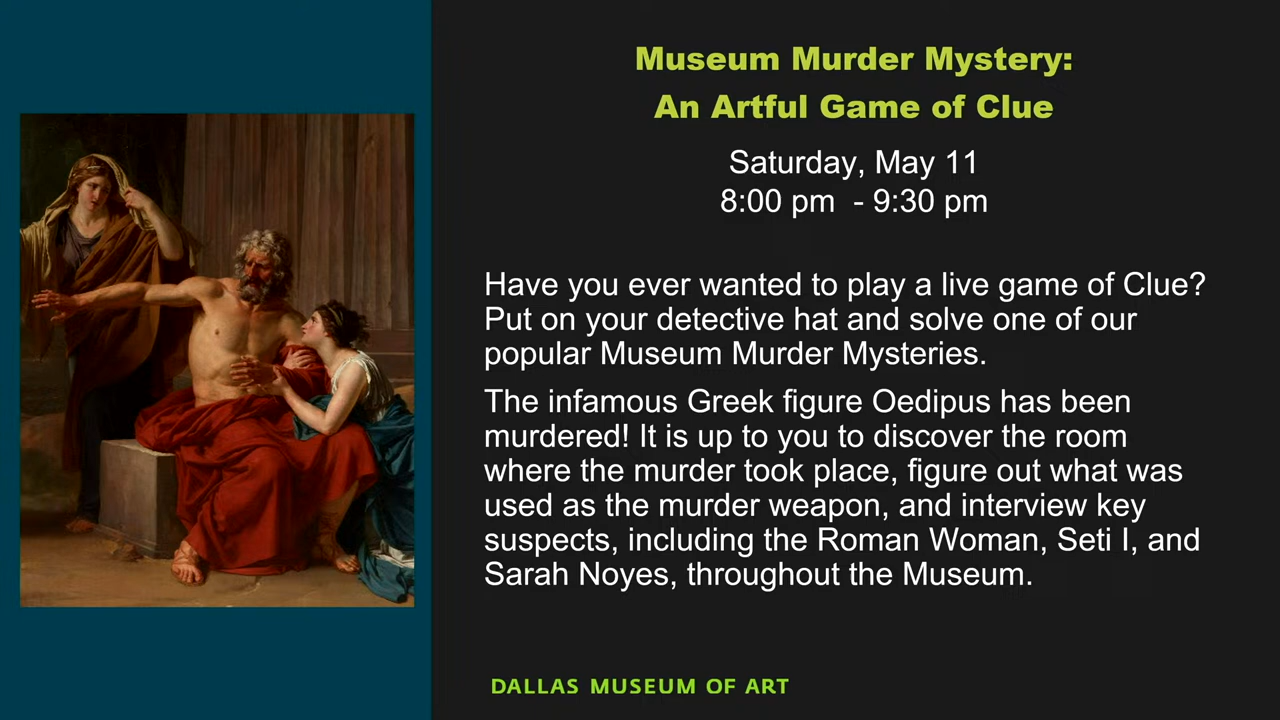 Museum Murder Mystery:
An Artful Game of Clue
Saturday, May 11
8:00 pm  - 9:30 pm
Have you ever wanted to play a live game of Clue?
Put on your detective hat and solve one of our
popular Museum Murder Mysteries.
The infamous Greek figure Oedipus has been
murdered! It is up to you to discover the room
where the murder took place, figure out what was
used as the murder weapon, and interview key
suspects, including the Roman Woman, Seti I, and
Sarah Noyes, throughout the Museum.
DALLAS MUSEUM OF ART